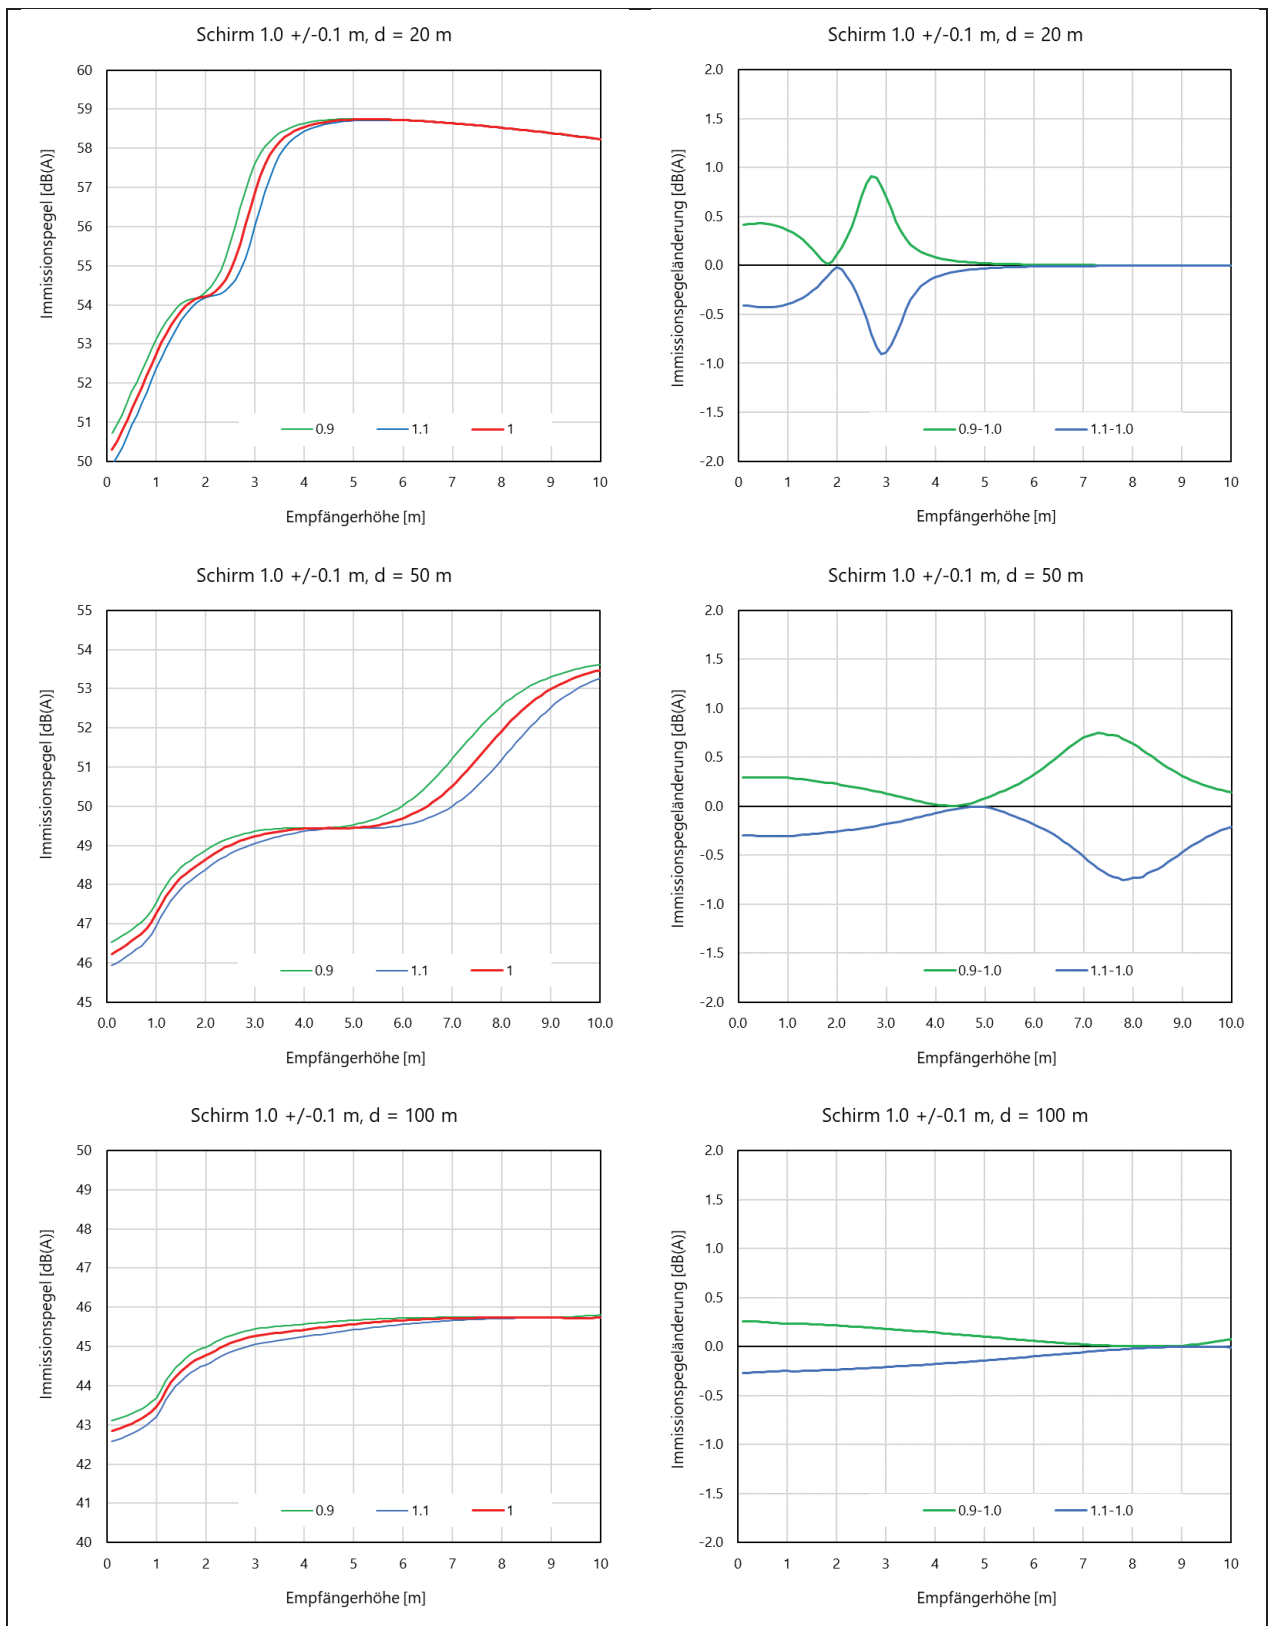 Schirm 1.0 +/-0.1 m, d = 20 m
60
59
58
57
56
55
54
53
52
51
50
Immissionspegel [dB(A)]
0.9 1.1 1
0 1 2 3 4 5 6 7 8 9 10
Empfängerhöhe [m]
Schirm 1.0 +/-0.1 m, d = 20 m
2.0
1.5
1.0
0.5
0.0
-0.5
-1.0
-1.5
-2.0
Immissionspegeländerung [dB(A)]
0.9-1.0 1.1-1.0
0 1 2 3 4 5 6 7 8 9 10
Empfängerhöhe [m]
Schirm 1.0 +/-0.1 m, d = 50 m
55
54
53
52
51
50
49
48
47
46
45
Immissionspegel [dB(A)]
0.9 1.1 1
0.0 1.0 2.0 3.0 4.0 5.0 6.0 7.0 8.0 9.0 10.0
Empfängerhöhe [m]
Schirm 1.0 +/-0.1 m, d = 50 m
2.0
1.5
1.0
0.5
0.0
-0.5
-1.0
-1.5
-2.0
Immissionspegeländerung [dB(A)]
0.9-1.0 1.1-1.0
0.0 1.0 2.0 3.0 4.0 5.0 6.0 7.0 8.0 9.0 10.0
Empfängerhöhe [m]
Schirm 1.0 +/-0.1 m, d = 100 m
50
49
48
47
46
45
44
43
42
41
40
Immissionspegel [dB(A)]
0.9 1.1 1
0 1 2 3 4 5 6 7 8 9 10
Empfängerhöhe [m]
Schirm 1.0 +/-0.1 m, d = 100 m
2.0
1.5
1.0
0.5
0.0
-0.5
-1.0
-1.5
-2.0
Immissionspegeländerung [dB(A)]
0.9-1.0 1.1-1.0
0 1 2 3 4 5 6 7 8 9 10
Empfängerhöhe [m]